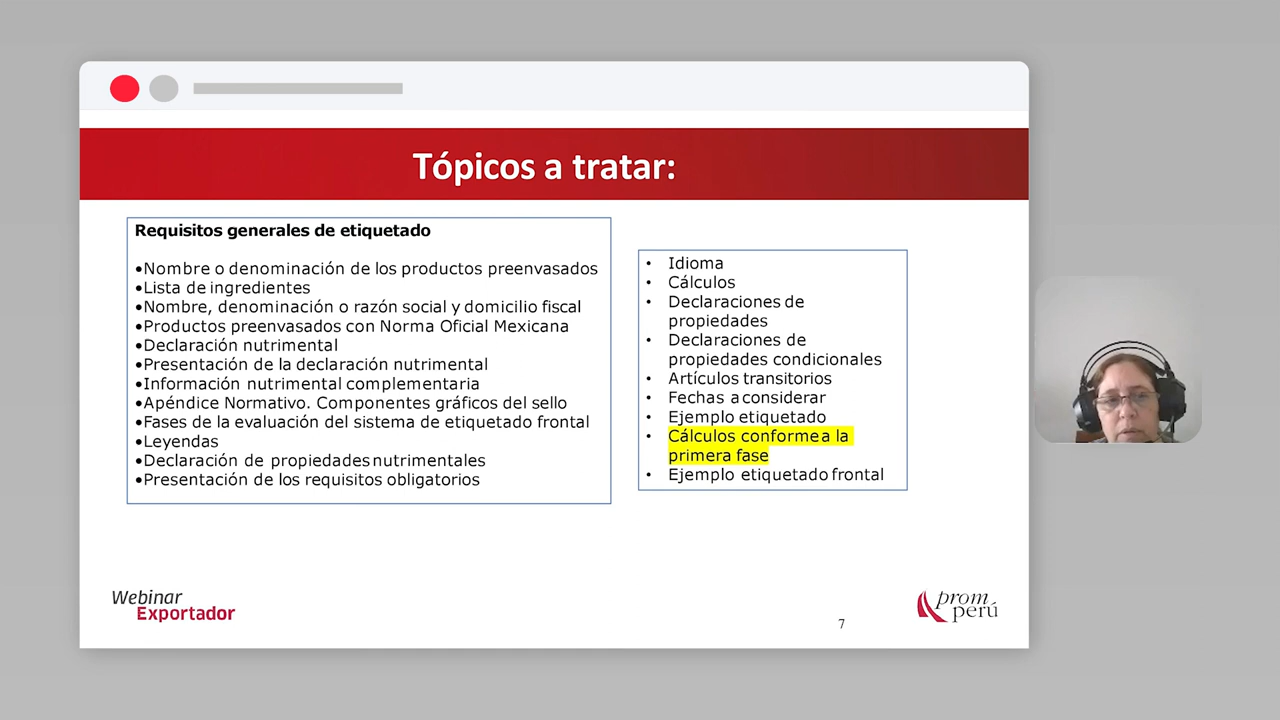 Tópicos a tratar:
Requisitos generales de etiquetado
•Nombre o denominación de los productos preenvasados
•Lista de ingredientes
•Nombre, denominación o razón social y domicilio fiscal
•Productos preenvasados con Norma Oficial Mexicana
•Declaración nutrimental
•Presentación de la declaración nutrimental
•Información nutrimental complementaria
•Apéndice Normativo. Componentes gráficos del sello
•Fases de la evaluación del sistema de etiquetado frontal
•Leyendas
•Declaración de propiedades nutrimentales
•Presentación de los requisitos obligatorios
• Idioma
• Cálculos
• Declaraciones de
propiedades
• Declaraciones de
propiedades condicionales
• Artículos transitorios
• Fechas a considerar
• Ejemplo etiquetado
• Cálculos conforme a la
primera fase
• Ejemplo etiquetado frontal
Webinar
Exportador
7
prom
perú